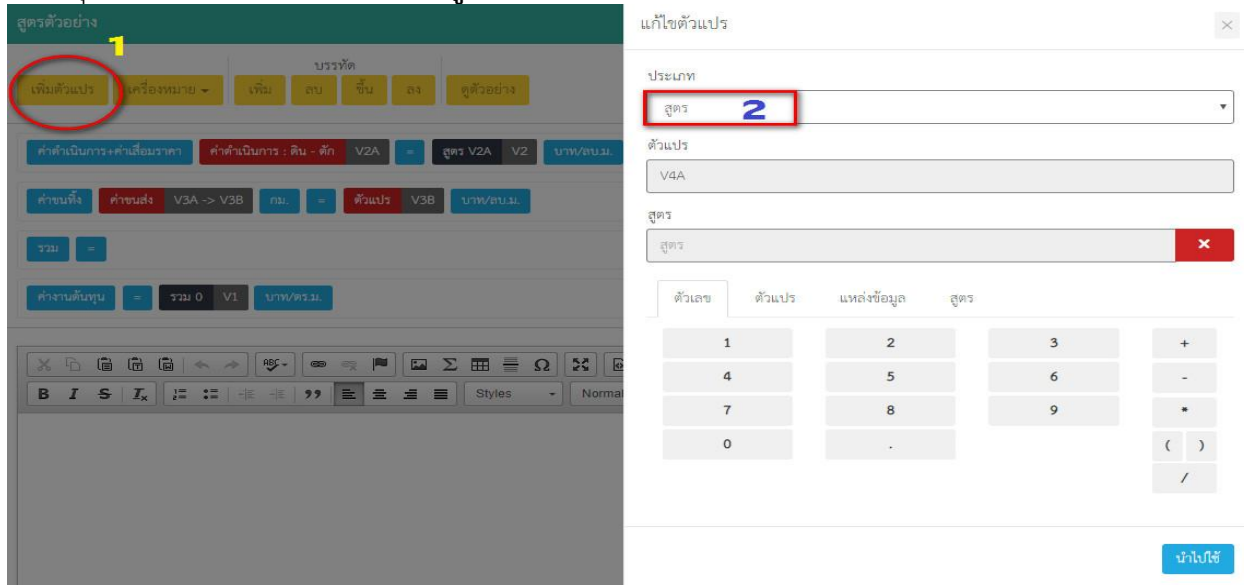 สูตรตัวอย่าง
1
บรรทัด
เพิ่มตัวแปร เครื่องหมาย เพิ่ม ลบ ขึ้น ลง ดูตัวอย่าง
ค่าดำเนินการ+ค่าเสื่อมราคา ค่าดำเนินการ : ดิน - ตัก V2A = สูตร V2A V2 บาท/ลบ.ม.
ค่าขนทิ้ง ค่าขนส่ง V3A -> V3B กม. = ตัวแปร V3B บาท/ลบ.ม.
รวม =
ค่างานต้นทุน = รวม 0 V1 บาท/ตร.ม.
B I S Ix Styles Normal
แก้ไขตัวแปร ×
ประเภท
สูตร 2
ตัวแปร
V4A
สูตร
สูตร ×
ตัวเลข ตัวแปร แหล่งข้อมูล สูตร
1 2 3 +
4 5 6 -
7 8 9 *
0 . ( )
/
นำไปใช้